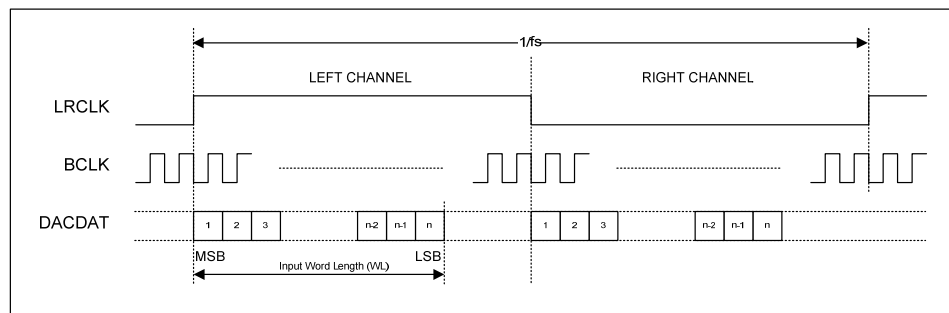 1/fs
LEFT CHANNEL RIGHT CHANNEL
LRCLK
BCLK
DACDAT 1 2 3 n-2 n-1 n 1 2 3 n-2 n-1 n
MSB LSB
Input Word Length (WL)